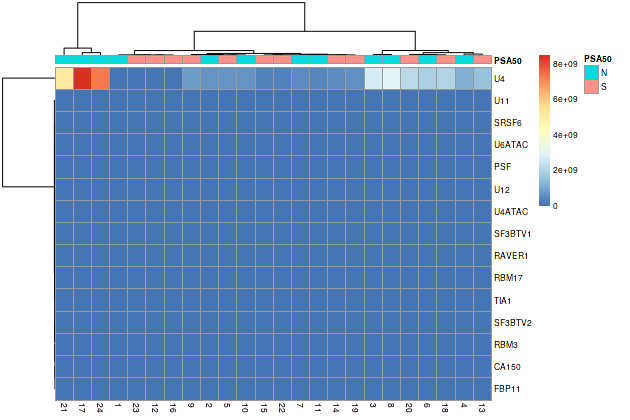 PSA50
PSA50
N
S
8e+09
6e+09
4e+09
2e+09
0
U4
U11
SRSF6
U6ATAC
PSF
U12
U4ATAC
SF3BTV1
RAVER1
RBM17
TIA1
SF3BTV2
RBM3
CA150
FBP11
21 17 24 1 23 12 16 9 2 5 10 15 22 7 11 14 19 3 8 20 6 18 4 13